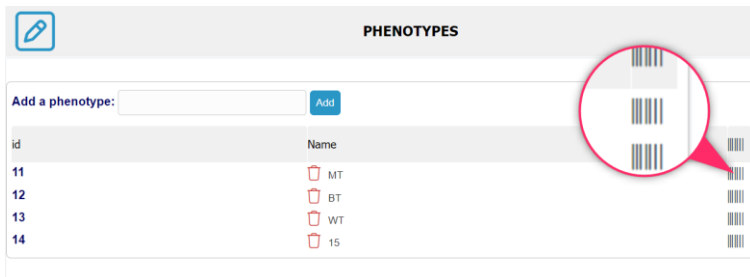 PHENOTYPES
Add a phenotype: Add
id Name
11 MT
12 BT
13 WT
14 15